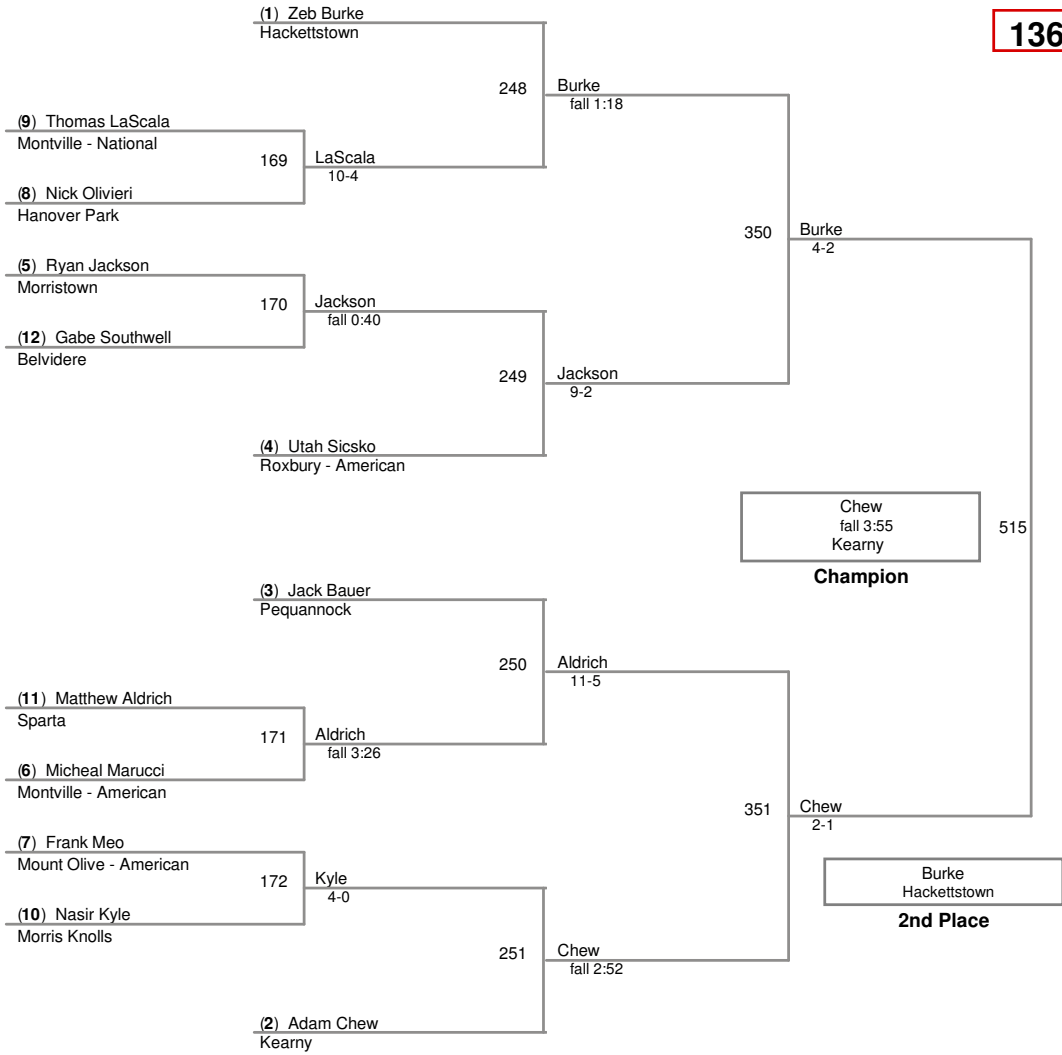 (1) Zeb Burke
Hackettstown
136
248
Burke
fall 1:18
(9) Thomas LaScala
Montville - National
169
LaScala
10-4
(8) Nick Olivieri
Hanover Park
350
Burke
4-2
(5) Ryan Jackson
Morristown
170
Jackson
fall 0:40
(12) Gabe Southwell
Belvidere
249
Jackson
9-2
(4) Utah Sicsko
Roxbury - American
Chew
fall 3:55
Kearny
515
Champion
(3) Jack Bauer
Pequannock
250
Aldrich
11-5
(11) Matthew Aldrich
Sparta
171
Aldrich
fall 3:26
(6) Micheal Marucci
Montville - American
351
Chew
2-1
(7) Frank Meo
Mount Olive - American
172
Kyle
4-0
Burke
Hackettstown
2nd Place
(10) Nasir Kyle
Morris Knolls
251
Chew
fall 2:52
(2) Adam Chew
Kearny